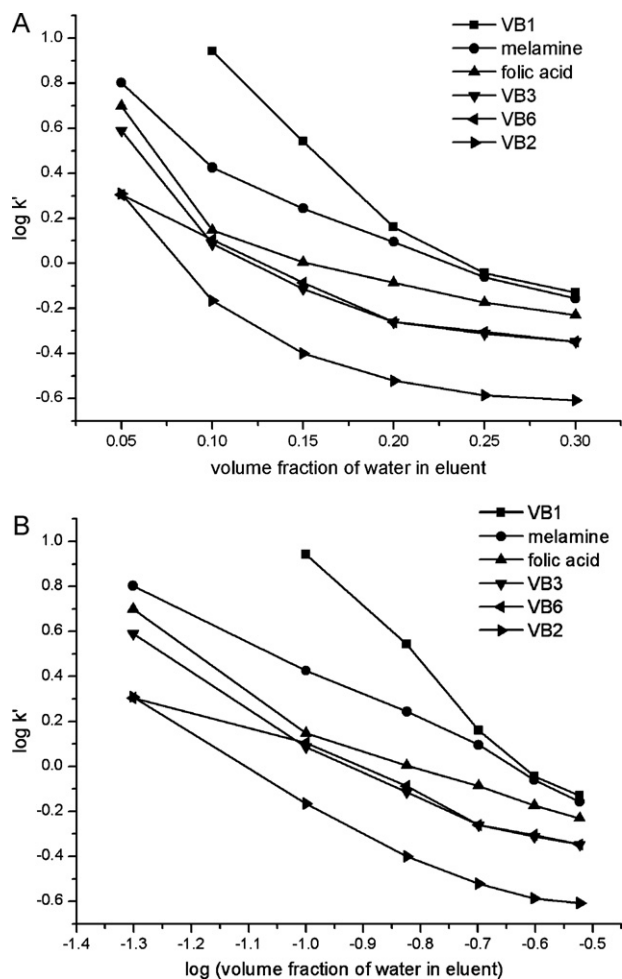 A
VB1
melamine
folic acid
VB3
VB6
VB2
log k'
1.0
0.8
0.6
0.4
0.2
0.0
-0.2
-0.4
-0.6
0.05 0.10 0.15 0.20 0.25 0.30
volume fraction of water in eluent
B
VB1
melamine
folic acid
VB3
VB6
VB2
log k'
1.0
0.8
0.6
0.4
0.2
0.0
-0.2
-0.4
-0.6
-1.4 -1.3 -1.2 -1.1 -1.0 -0.9 -0.8 -0.7 -0.6 -0.5
log (volume fraction of water in eluent)